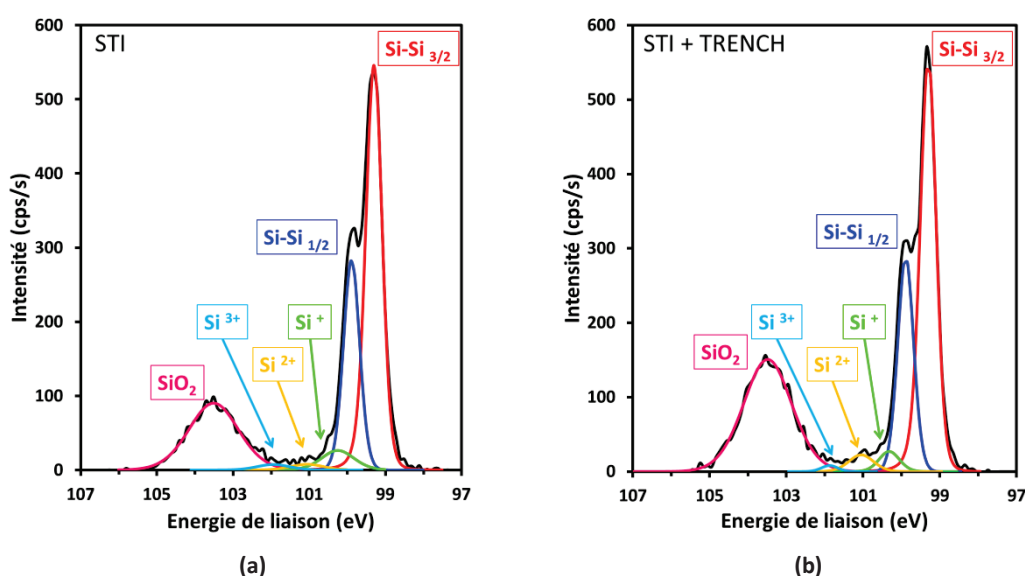 STI
Si-Si 3/2
Si-Si 1/2
Si 3+
Si +
Si 2+
SiO2
Intensité (cps/s)
600
500
400
300
200
100
0
107
105
103
101
99
97
Energie de liaison (eV)
(a)
STI + TRENCH
Si-Si 3/2
Si-Si 1/2
Si 3+
Si +
Si 2+
SiO2
Intensité (cps/s)
600
500
400
300
200
100
0
107
105
103
101
99
97
Energie de liaison (eV)
(b)